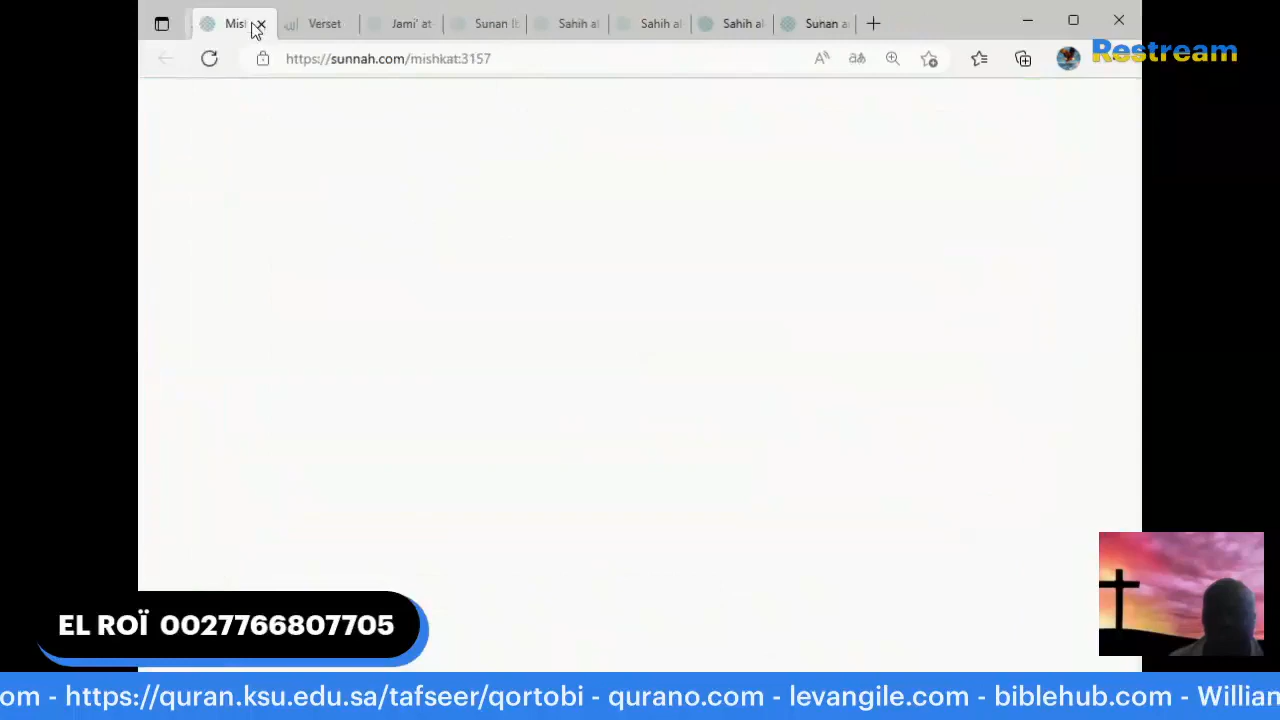 Mis
Verset
Jami' at
Sunan I
Sahih al
Sahih al
Sahih al
Sunan a
https://sunnah.com/mishkat:3157
Restream
EL ROÏ 0027766807705
om - https://quran.ksu.edu.sa/tafseer/qortobi - qurano.com - levangile.com - biblehub.com - Willian